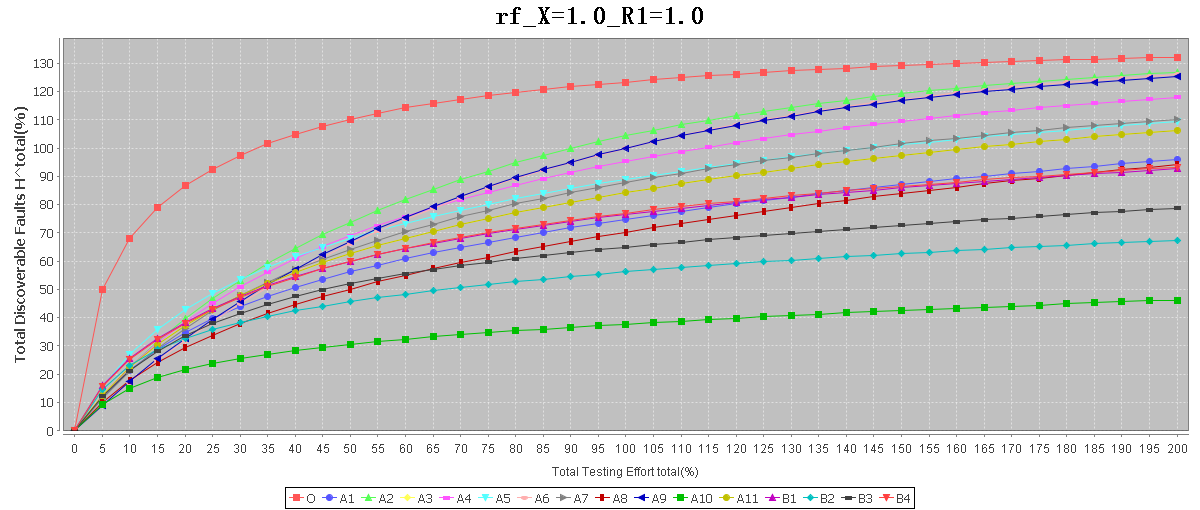 rf_X=1.0_R1=1.0
Total Discoverable Faults H^total(%)
130
120
110
100
90
80
70
60
50
40
30
20
10
0
0 5 10 15 20 25 30 35 40 45 50 55 60 65 70 75 80 85 90 95 100 105 110 115 120 125 130 135 140 145 150 155 160 165 170 175 180 185 190 195 200
Total Testing Effort total(%)
O A1 A2 A3 A4 A5 A6 A7 A8 A9 A10 A11 B1 B2 B3 B4